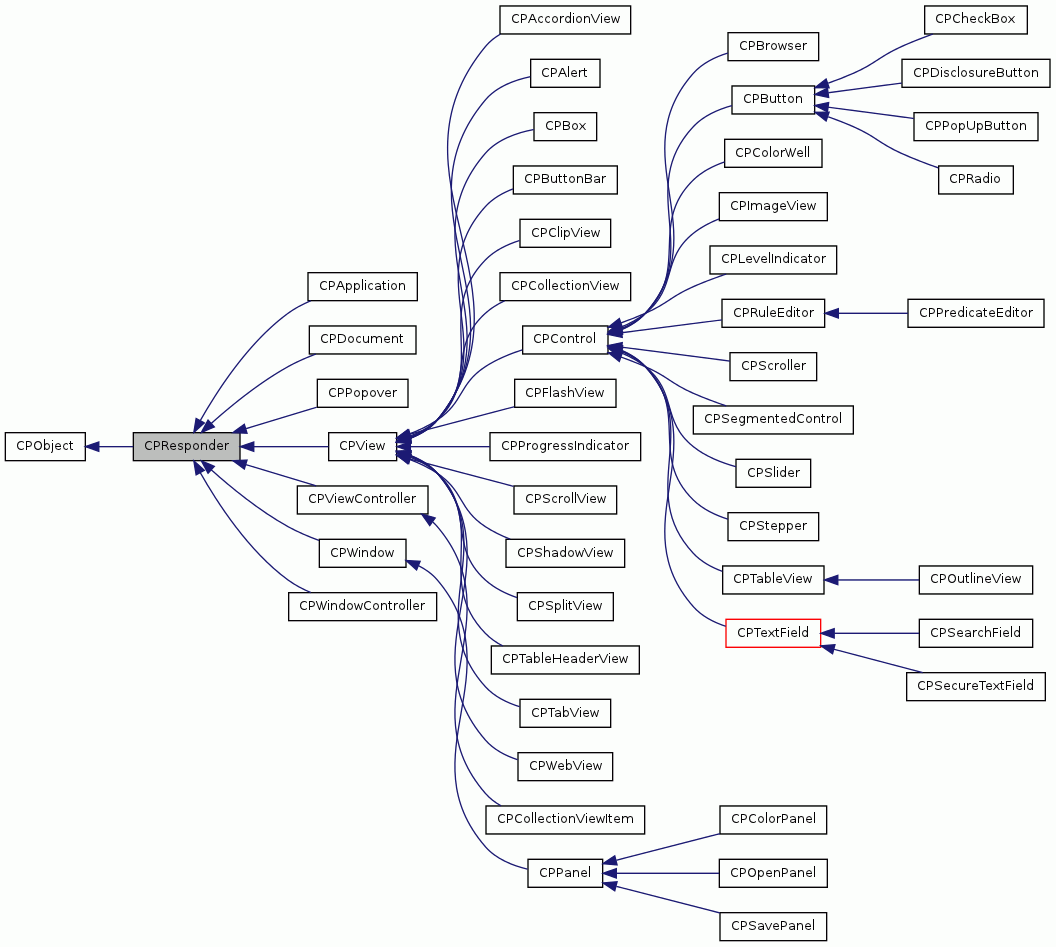 CPObject
CPResponder
CPApplication
CPDocument
CPPopover
CPView
CPViewController
CPWindow
CPWindowController
CPAccordionView
CPAlert
CPBox
CPButtonBar
CPClipView
CPCollectionView
CPControl
CPFlashView
CPProgressIndicator
CPScrollView
CPShadowView
CPSplitView
CPTableHeaderView
CPTabView
CPWebView
CPCollectionViewItem
CPPanel
CPBrowser
CPButton
CPColorWell
CPImageView
CPLevelIndicator
CPRuleEditor
CPScroller
CPSegmentedControl
CPSlider
CPStepper
CPTableView
CPTextField
CPColorPanel
CPOpenPanel
CPSavePanel
CPCheckBox
CPDisclosureButton
CPPopUpButton
CPRadio
CPPredicateEditor
CPOutlineView
CPSearchField
CPSecureTextField